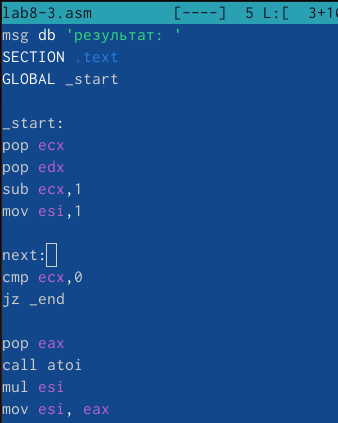 lab8-3.asm [----] 5 L:[ 3+10
msg db 'результат: '
SECTION .text
GLOBAL _start
_start:
pop ecx
pop edx
sub ecx,1
mov esi,1
next:
cmp ecx,0
jz _end
pop eax
call atoi
mul esi
mov esi, eax